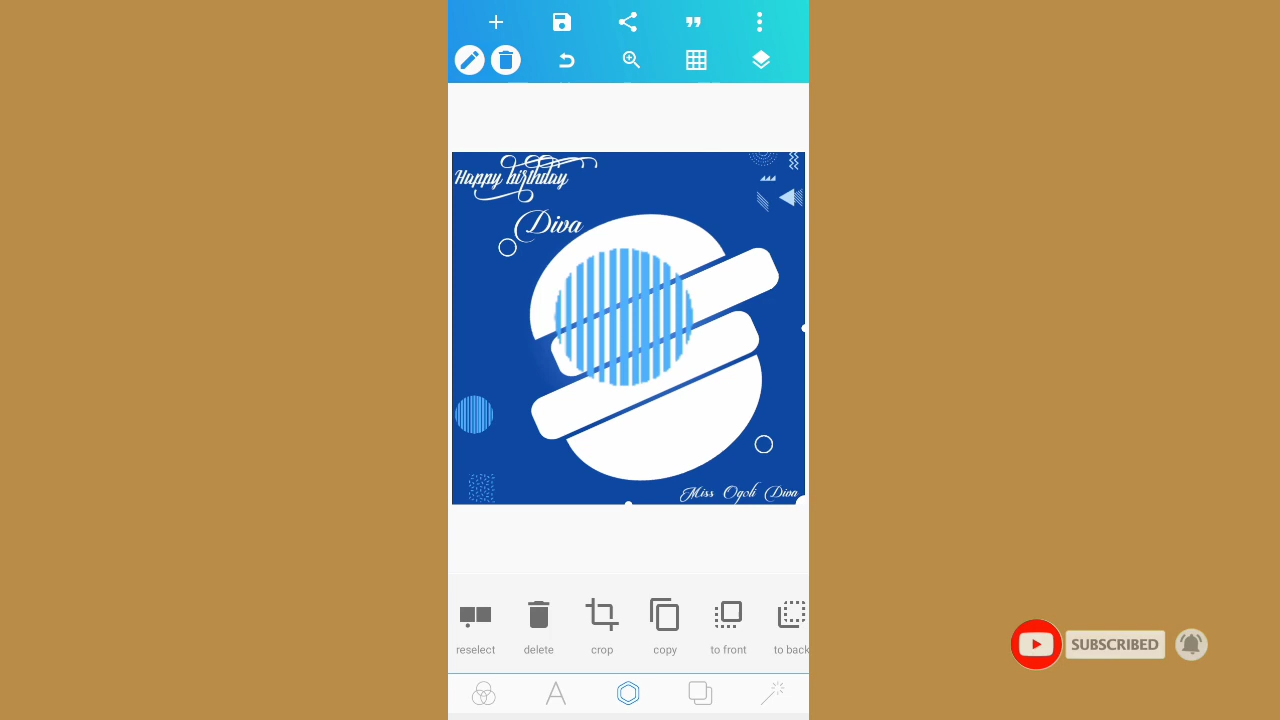 Happy birthday
Diva
Miss Ogoli Diva
reselect
delete
crop
copy
to front
to back
SUBSCRIBED